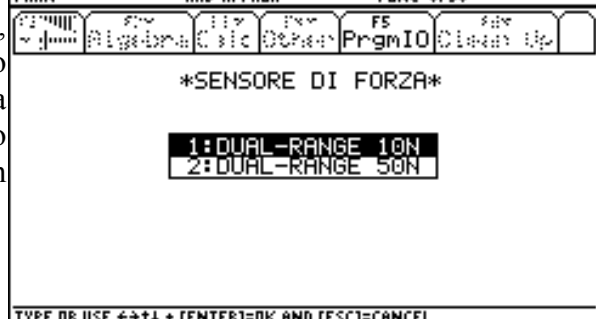 F5
Algebra Calc Other PrgmIO Clean Up
*SENSORE DI FORZA*
1:DUAL-RANGE 10N
2:DUAL-RANGE 50N
TYPE OR USE ←→↑↓ + [ENTER]=OK AND [ESC]=CANCEL